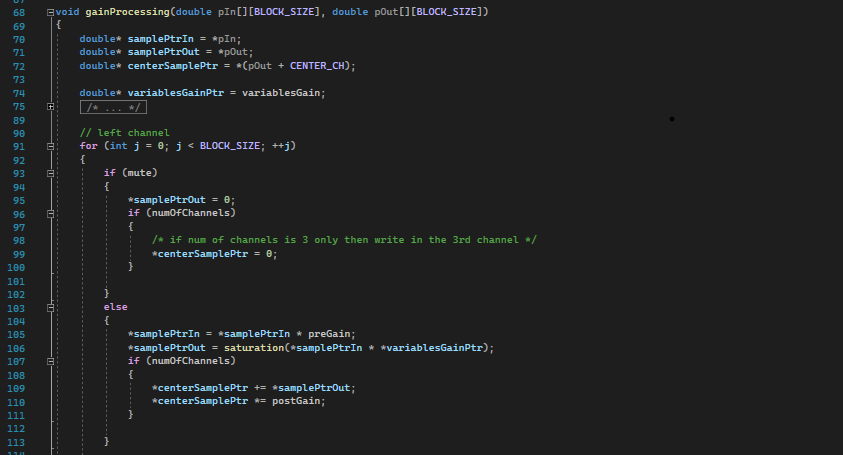 68 void gainProcessing(double pIn[][BLOCK_SIZE], double pOut[][BLOCK_SIZE])
69 {
70 double* samplePtrIn = *pIn;
71 double* samplePtrOut = *pOut;
72 double* centerSamplePtr = *(pOut + CENTER_CH);
73
74 double* variablesGainPtr = variablesGain;
75 /* ... */
89
90 // left channel
91 for (int j = 0; j < BLOCK_SIZE; ++j)
92 {
93 if (mute)
94 {
95 *samplePtrOut = 0;
96 if (numOfChannels)
97 {
98 /* if num of channels is 3 only then write in the 3rd channel */
99 *centerSamplePtr = 0;
100 }
101
102 }
103 else
104 {
105 *samplePtrIn = *samplePtrIn * preGain;
106 *samplePtrOut = saturation(*samplePtrIn * *variablesGainPtr);
107 if (numOfChannels)
108 {
109 *centerSamplePtr += *samplePtrOut;
110 *centerSamplePtr *= postGain;
111 }
112
113 }